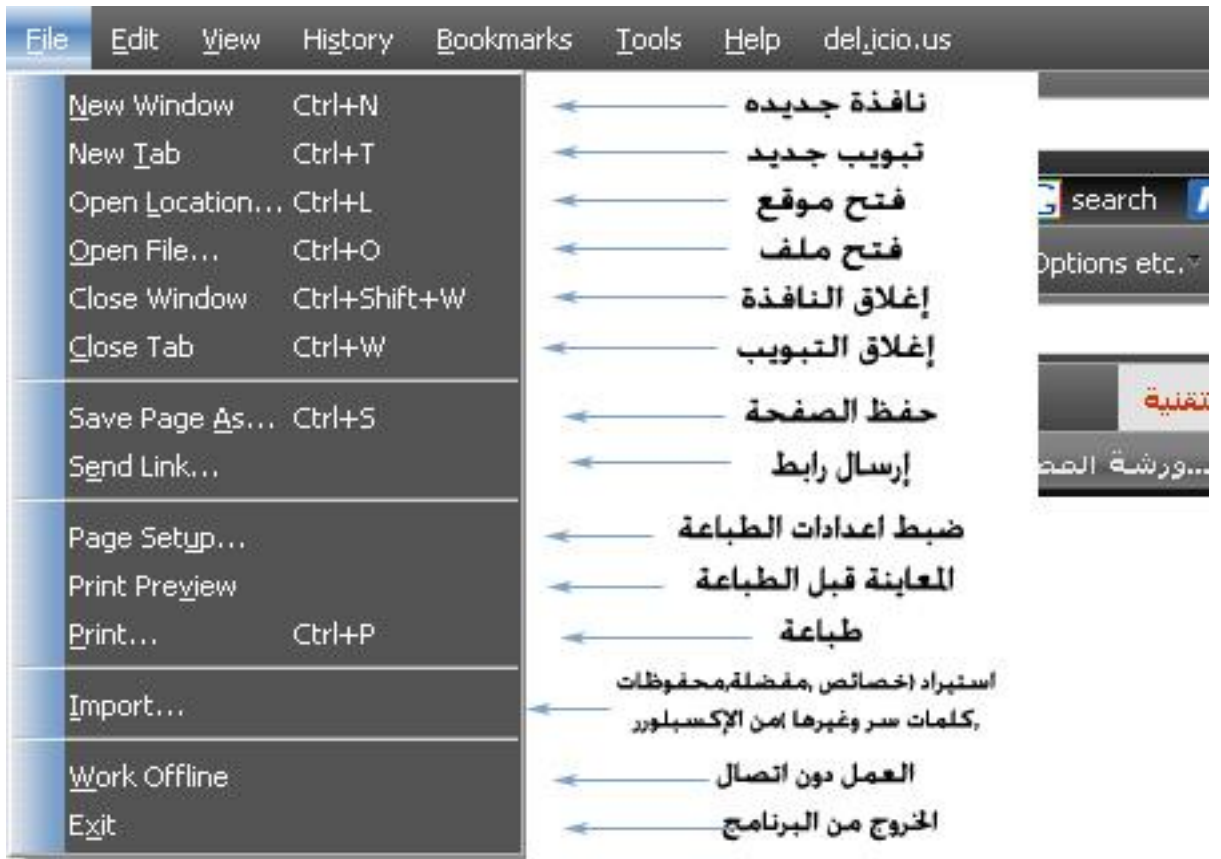 File Edit View History Bookmarks Tools Help del.icio.us
New Window Ctrl+N نافذة جديده
New Tab Ctrl+T تبويب جديد
Open Location... Ctrl+L فتح موقع
search
Open File... Ctrl+O فتح ملف
Options etc.
Close Window Ctrl+Shift+W إغلاق النافذة
Close Tab Ctrl+W إغلاق التبويب
Save Page As... Ctrl+S حفظ الصفحة
Send Link... إرسال رابط
...ورشة
Page Setup... ضبط اعدادات الطباعة
Print Preview المعاينة قبل الطباعة
Print... Ctrl+P طباعة
استيراد (خصائص ,مفضلة,محفوظات
Import...
,كلمات سر وغيرها )من الإكسبلورر
Work Offline العمل دون اتصال
Exit الخروج من البرنامج